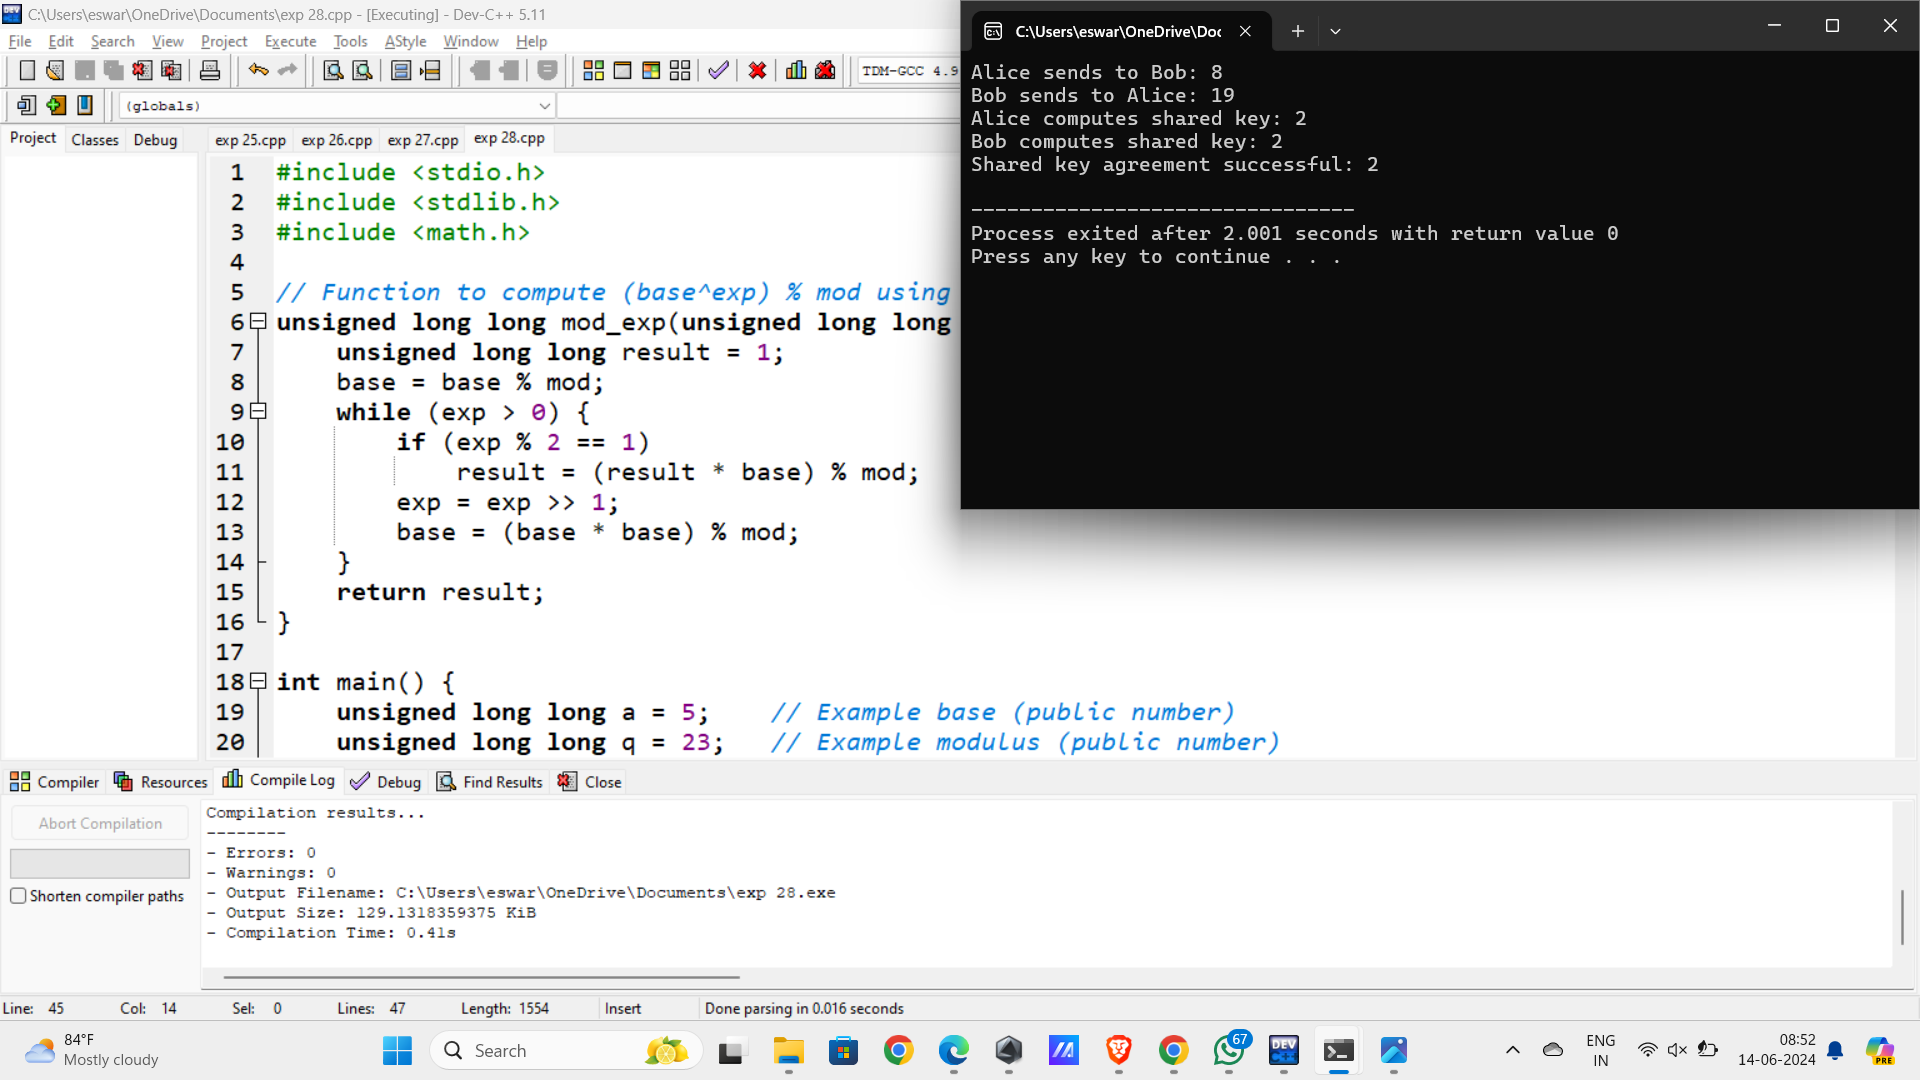 C:\Users\eswar\OneDrive\Documents\exp 28.cpp - [Executing] - Dev-C++ 5.11
File Edit Search View Project Execute Tools AStyle Window Help
TDM-GCC 4.9
(globals)
Project Classes Debug
exp 25.cpp exp 26.cpp exp 27.cpp exp 28.cpp
1 #include <stdio.h>
2 #include <stdlib.h>
3 #include <math.h>
4
5 // Function to compute (base^exp) % mod using
6 unsigned long long mod_exp(unsigned long long
7 unsigned long long result = 1;
8 base = base % mod;
9 while (exp > 0) {
10 if (exp % 2 == 1)
11 result = (result * base) % mod;
12 exp = exp >> 1;
13 base = (base * base) % mod;
14 }
15 return result;
16 }
17
18 int main() {
19 unsigned long long a = 5; // Example base (public number)
20 unsigned long long q = 23; // Example modulus (public number)
C:\Users\eswar\OneDrive\Doc
Alice sends to Bob: 8
Bob sends to Alice: 19
Alice computes shared key: 2
Bob computes shared key: 2
Shared key agreement successful: 2
--------------------------------
Process exited after 2.001 seconds with return value 0
Press any key to continue . . .
Compiler Resources Compile Log Debug Find Results Close
Abort Compilation
Shorten compiler paths
Compilation results...
--------
- Errors: 0
- Warnings: 0
- Output Filename: C:\Users\eswar\OneDrive\Documents\exp 28.exe
- Output Size: 129.1318359375 KiB
- Compilation Time: 0.41s
Line: 45 Col: 14 Sel: 0 Lines: 47 Length: 1554 Insert Done parsing in 0.016 seconds
84°F
Mostly cloudy
Search
67
DEV
ENG
IN
08:52
14-06-2024
PRE